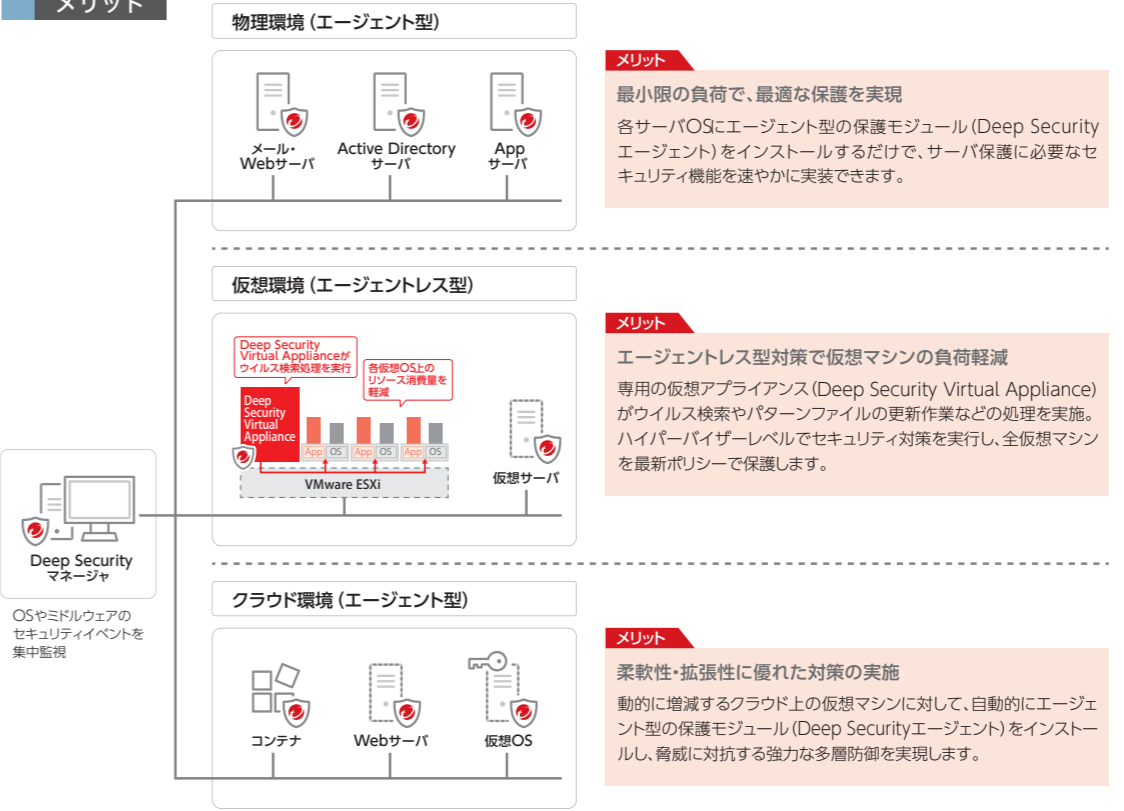 メリット
物理環境（エージェント型）
メール・
Webサーバ
Active Directory
サーバ
App
サーバ
メリット
最小限の負荷で、最適な保護を実現
各サーバOSにエージェント型の保護モジュール（Deep Security
エージェント）をインストールするだけで、サーバ保護に必要なセ
キュリティ機能を速やかに実装できます。
仮想環境（エージェントレス型）
Deep Security
Virtual Applianceが
ウイルス検索処理を実行
各仮想OS上の
リソース消費量を
軽減
Deep
Security
Virtual
Appliance
App OS App OS App OS
VMware ESXi
仮想サーバ
メリット
エージェントレス型対策で仮想マシンの負荷軽減
専用の仮想アプライアンス（Deep Security Virtual Appliance）
がウイルス検索やパターンファイルの更新作業などの処理を実施。
ハイパーバイザーレベルでセキュリティ対策を実行し、全仮想マシン
を最新ポリシーで保護します。
Deep Security
マネージャ
OSやミドルウェアの
セキュリティイベントを
集中監視
クラウド環境（エージェント型）
コンテナ
Webサーバ
仮想OS
メリット
柔軟性・拡張性に優れた対策の実施
動的に増減するクラウド上の仮想マシンに対して、自動的にエージェ
ント型の保護モジュール（Deep Securityエージェント）をインストー
ルし、脅威に対抗する強力な多層防御を実現します。